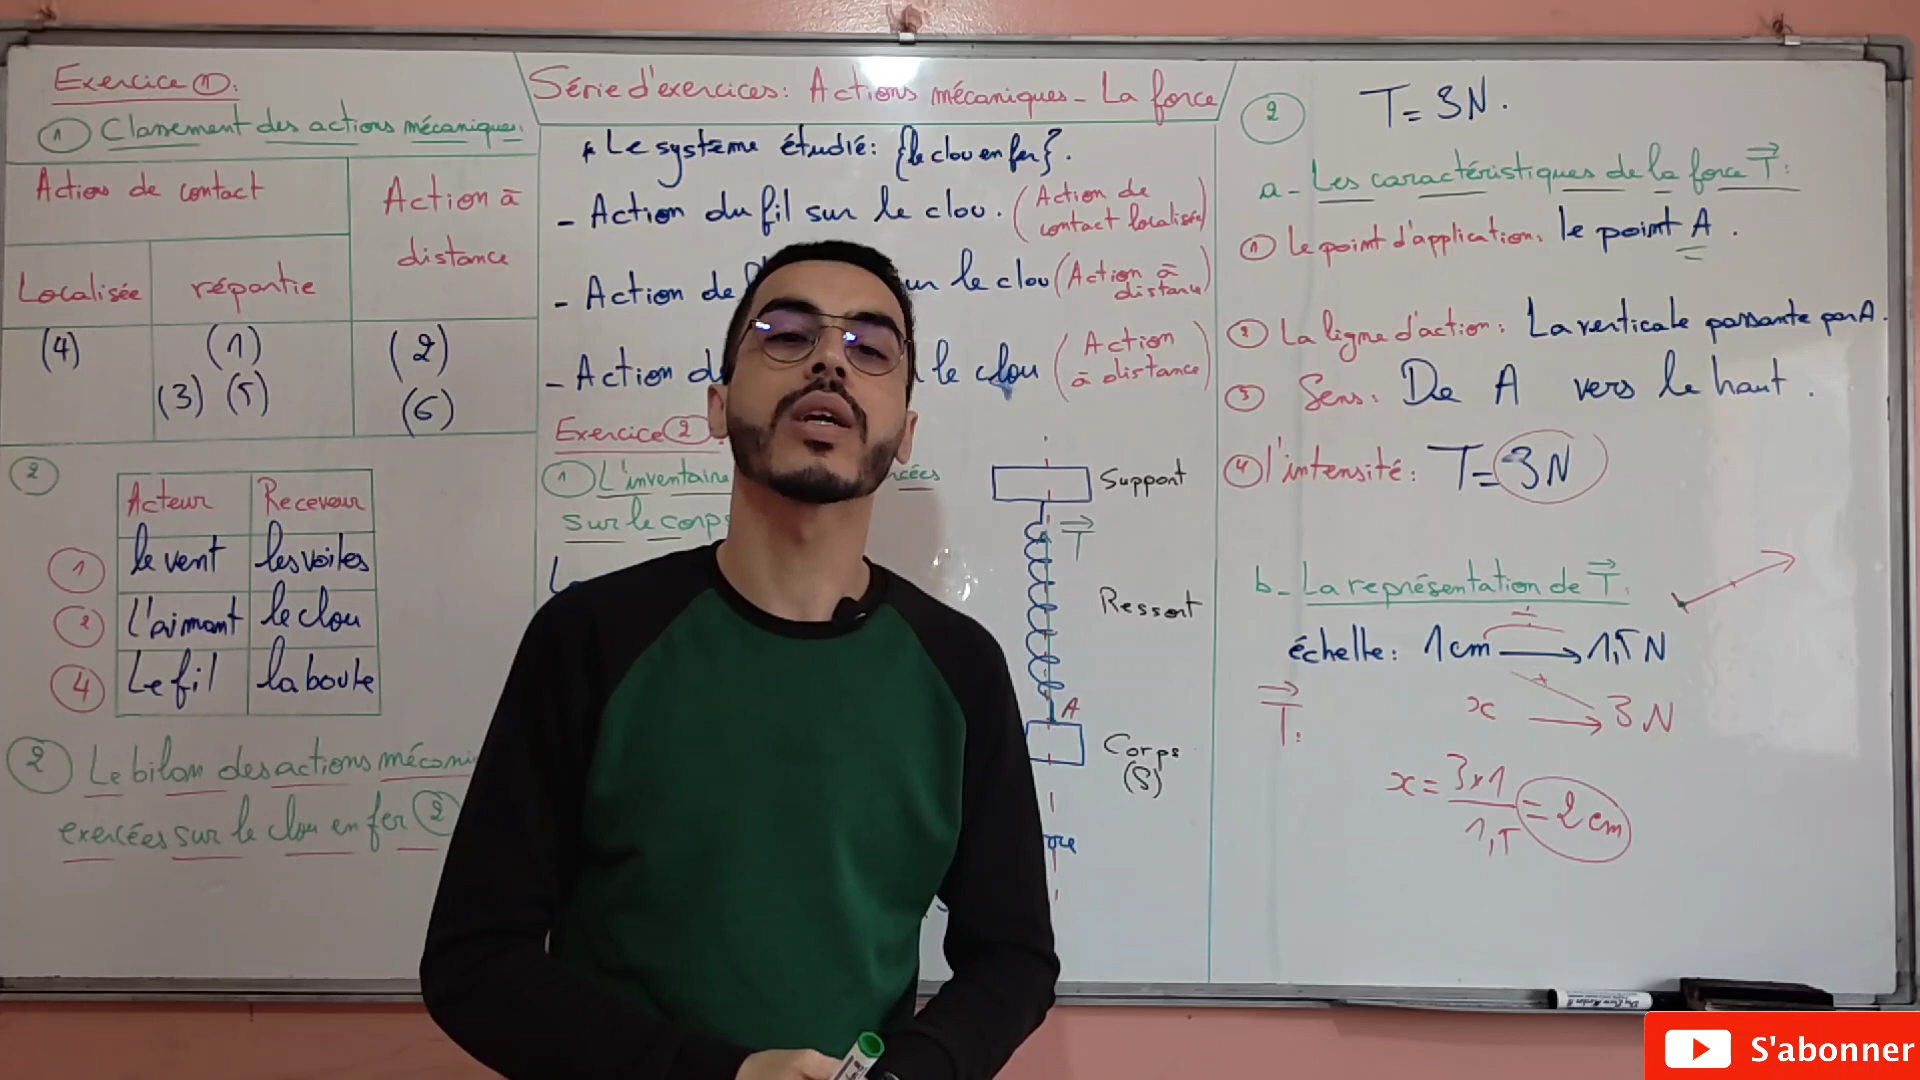 Série d'exercices: Actions mécaniques - La force
Exercice 1:
1 Classement des actions mécaniques:
Action de contact
Action à
distance
Localisée
répartie
(4)
(1)
(3) (5)
(2)
(6)
2
Acteur Receveur
1 le vent les voiles
2 L'aimant le clou
4 Le fil la boule
2 Le bilan des actions
exercées sur le clou en fer 2
* Le système étudié: {le clou en fer}.
- Action du fil sur le clou. (Action de
contact localisée)
- Action de le clou (Action à
distance)
- Action le clou (Action
à distance)
Exercice 2
1 L'inventaire
sur le corps
Support
T
Ressort
A
Corps
(S)
2 T = 3N.
a - Les caractéristiques de la force T:
1 Le point d'application: le point A.
2 La ligne d'action: La verticale passante par A.
3 Sens: De A vers le haut.
4 l'intensité: T = 3N
b - La représentation de T:
échelle: 1cm → 1,5 N
T: x → 3 N
x = 3x1 / 1,5 = 2 cm
S'abonner